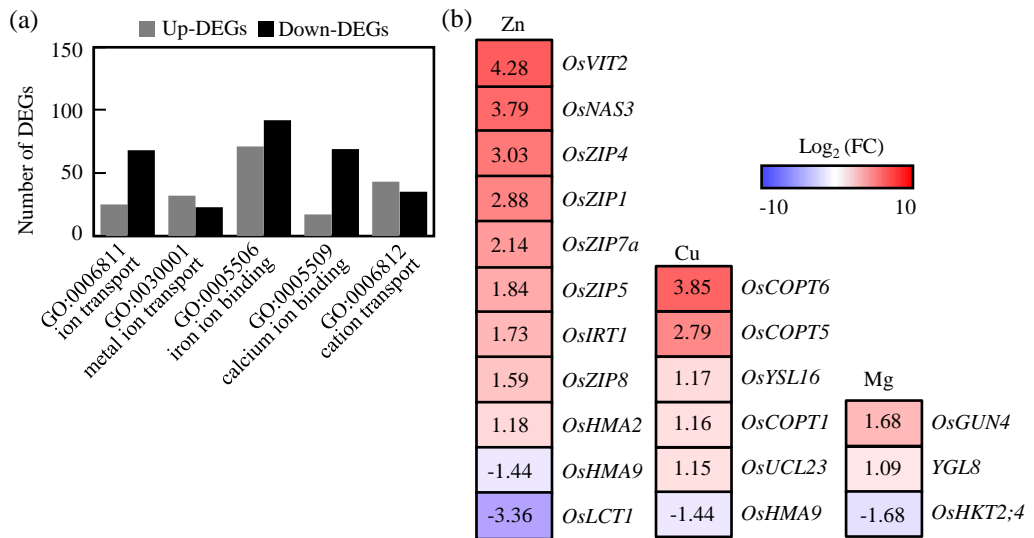 (a)
Up-DEGs
Down-DEGs
Number of DEGs
150
100
50
0
GO:0006811
ion transport
GO:0030001
metal ion transport
GO:0005506
iron ion binding
GO:0005509
calcium ion binding
GO:0006812
cation transport
(b)
Zn
4.28 OsVIT2
3.79 OsNAS3
3.03 OsZIP4
2.88 OsZIP1
2.14 OsZIP7a
1.84 OsZIP5
1.73 OsIRT1
1.59 OsZIP8
1.18 OsHMA2
-1.44 OsHMA9
-3.36 OsLCT1
Cu
3.85 OsCOPT6
2.79 OsCOPT5
1.17 OsYSL16
1.16 OsCOPT1
1.15 OsUCL23
-1.44 OsHMA9
Mg
1.68 OsGUN4
1.09 YGL8
-1.68 OsHKT2;4
Log₂ (FC)
-10 10